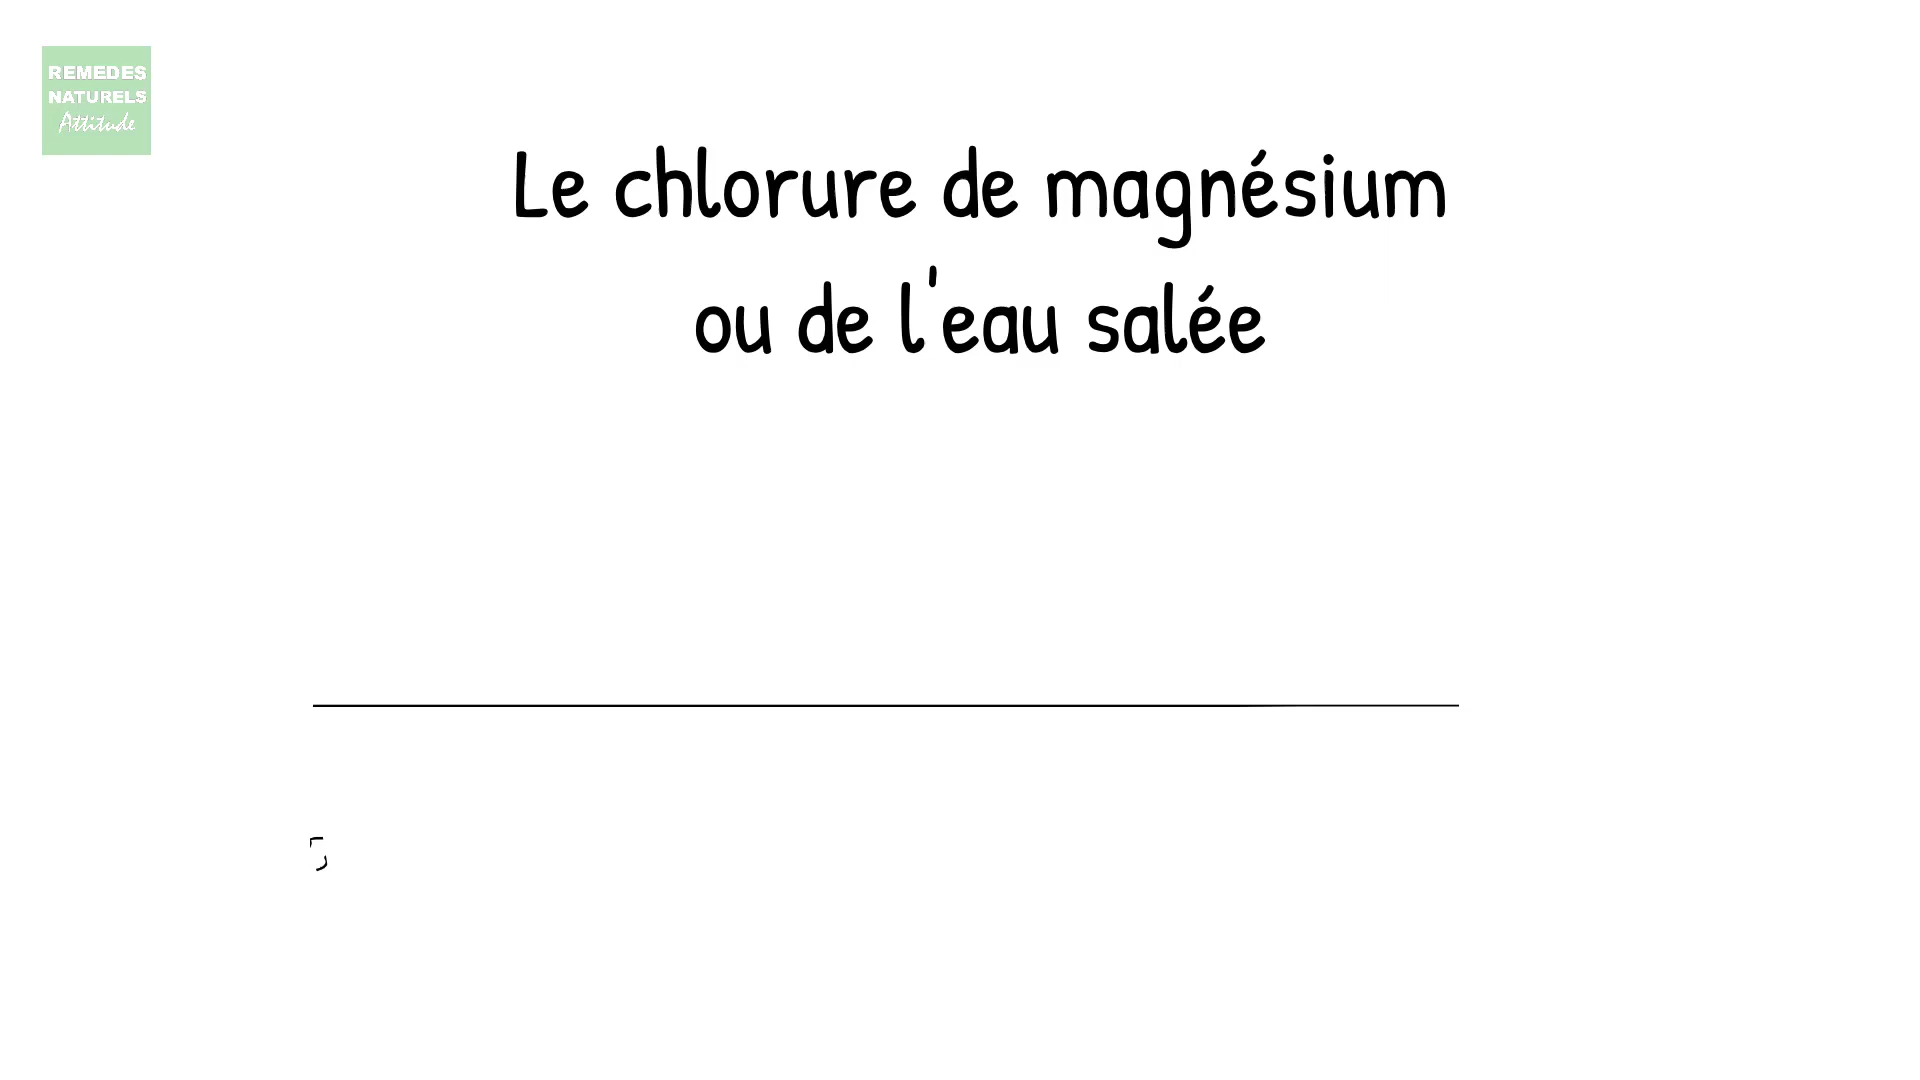 REMEDES
NATURELS
Attitude
Le chlorure de magnésium
ou de l'eau salée